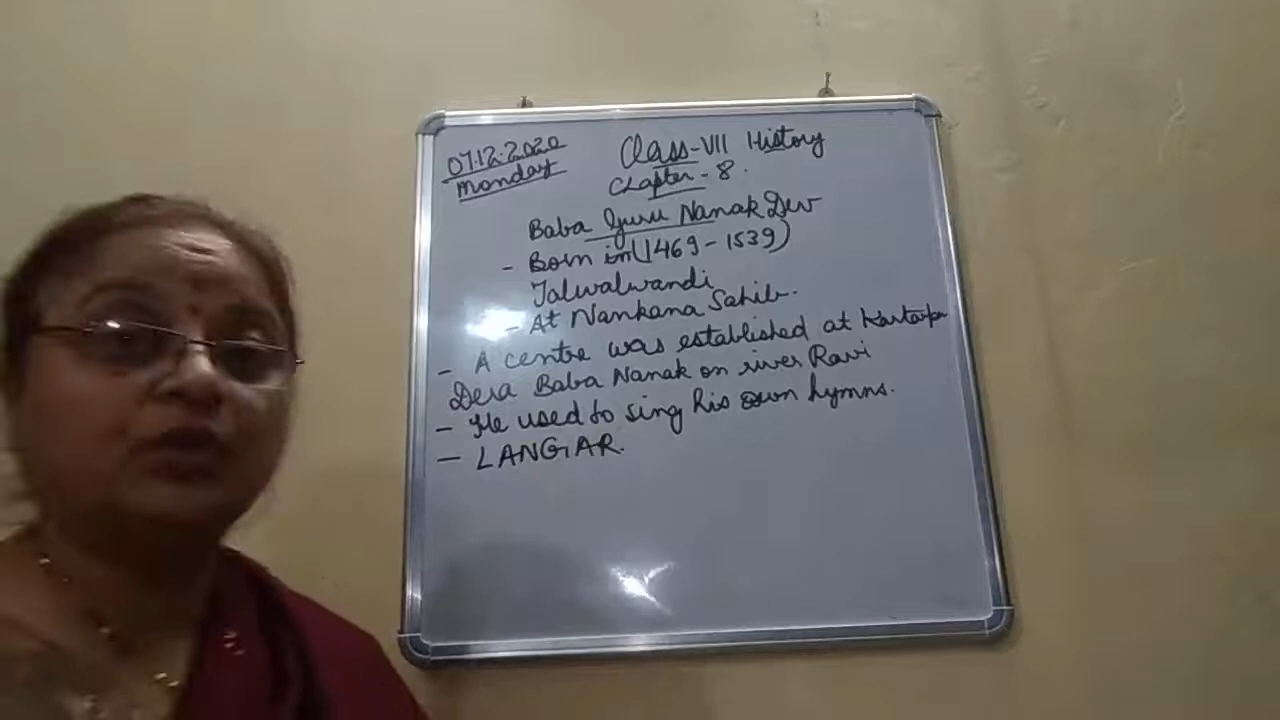 07.12.2020
Monday
Class-VII History
Chapter - 8.
Baba Guru Nanak Dev
- Born in (1469 - 1539)
Talwalwandi
- At Nankana Sahib.
- A centre was established at Kartarpur
Dera Baba Nanak on river Ravi
- He used to sing his own hymns.
- LANGAR.